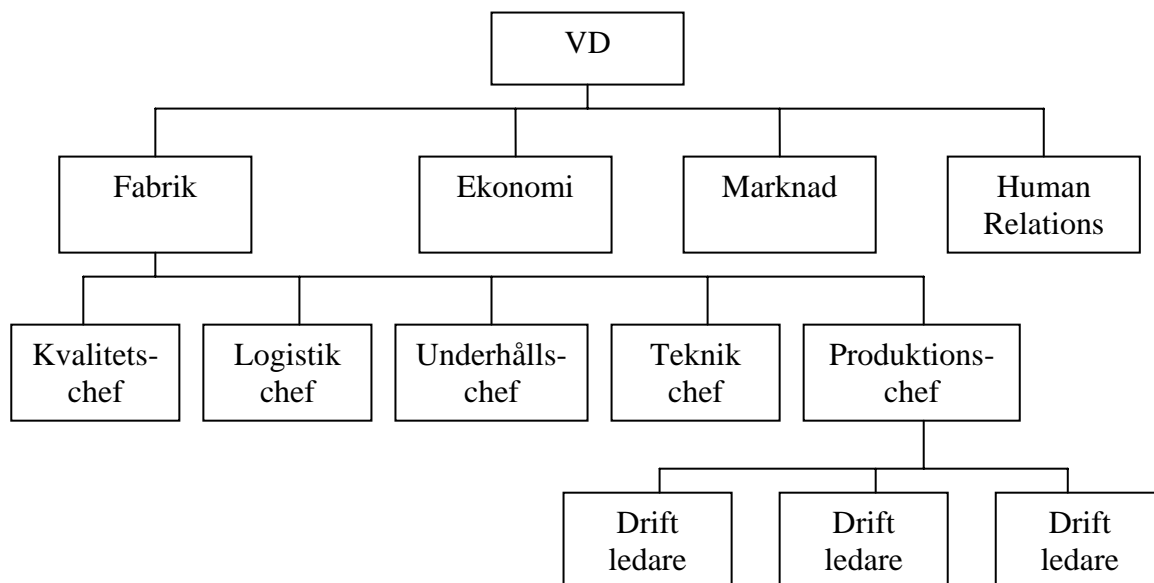 VD
Fabrik
Ekonomi
Marknad
Human
Relations
Kvalitets-
chef
Logistik
chef
Underhålls-
chef
Teknik
chef
Produktions-
chef
Drift
ledare
Drift
ledare
Drift
ledare